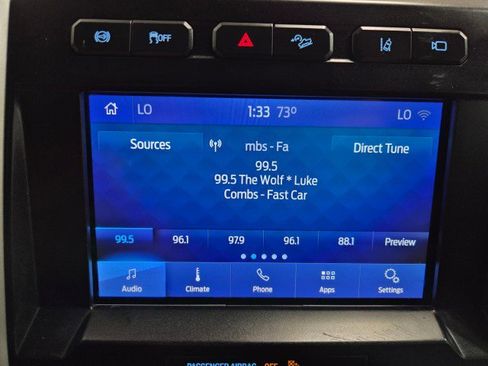 OFF
LO 1:33 73° LO
Sources mbs - Fa Direct Tune
99.5
99.5 The Wolf * Luke
Combs - Fast Car
99.5 96.1 97.9 96.1 88.1 Preview
Audio Climate Phone Apps Settings
PASSENGER AIRBAG OFF